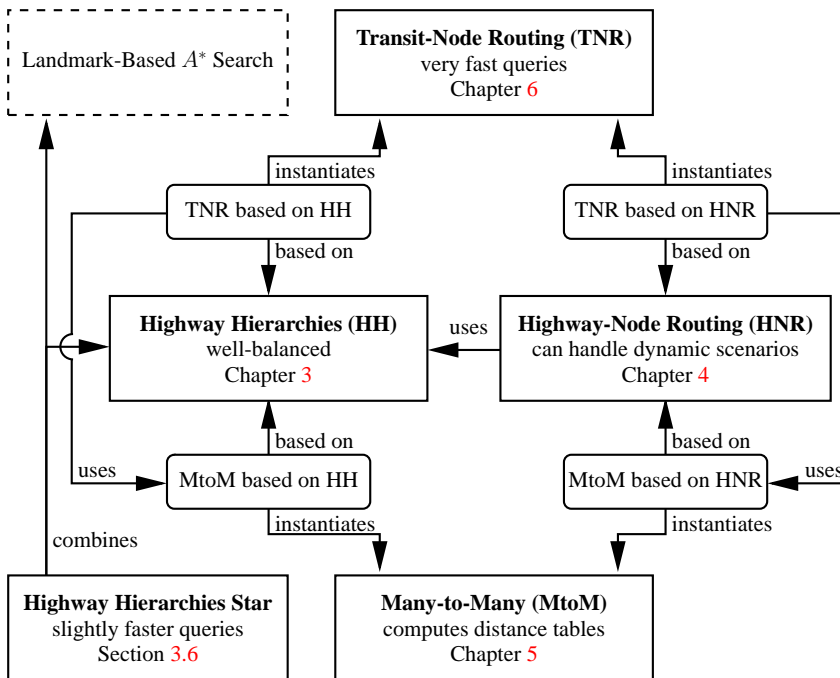 Landmark-Based A* Search
Transit-Node Routing (TNR)
very fast queries
Chapter 6
instantiates
instantiates
TNR based on HH
TNR based on HNR
based on
based on
Highway Hierarchies (HH)
well-balanced
Chapter 3
uses
Highway-Node Routing (HNR)
can handle dynamic scenarios
Chapter 4
based on
based on
uses
MtoM based on HH
MtoM based on HNR
uses
instantiates
instantiates
combines
Highway Hierarchies Star
slightly faster queries
Section 3.6
Many-to-Many (MtoM)
computes distance tables
Chapter 5